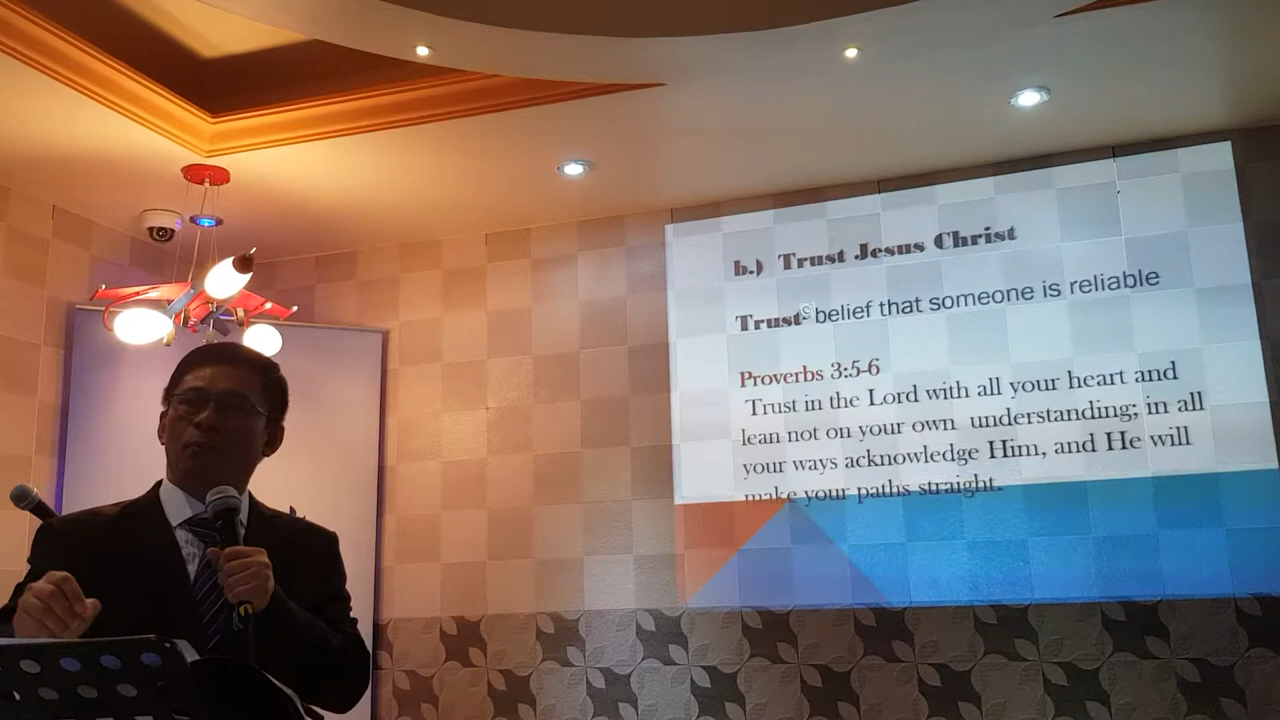 b.) Trust Jesus Christ
Trust- belief that someone is reliable
Proverbs 3:5-6
Trust in the Lord with all your heart and
lean not on your own understanding; in all
your ways acknowledge Him, and He will
make your paths straight.